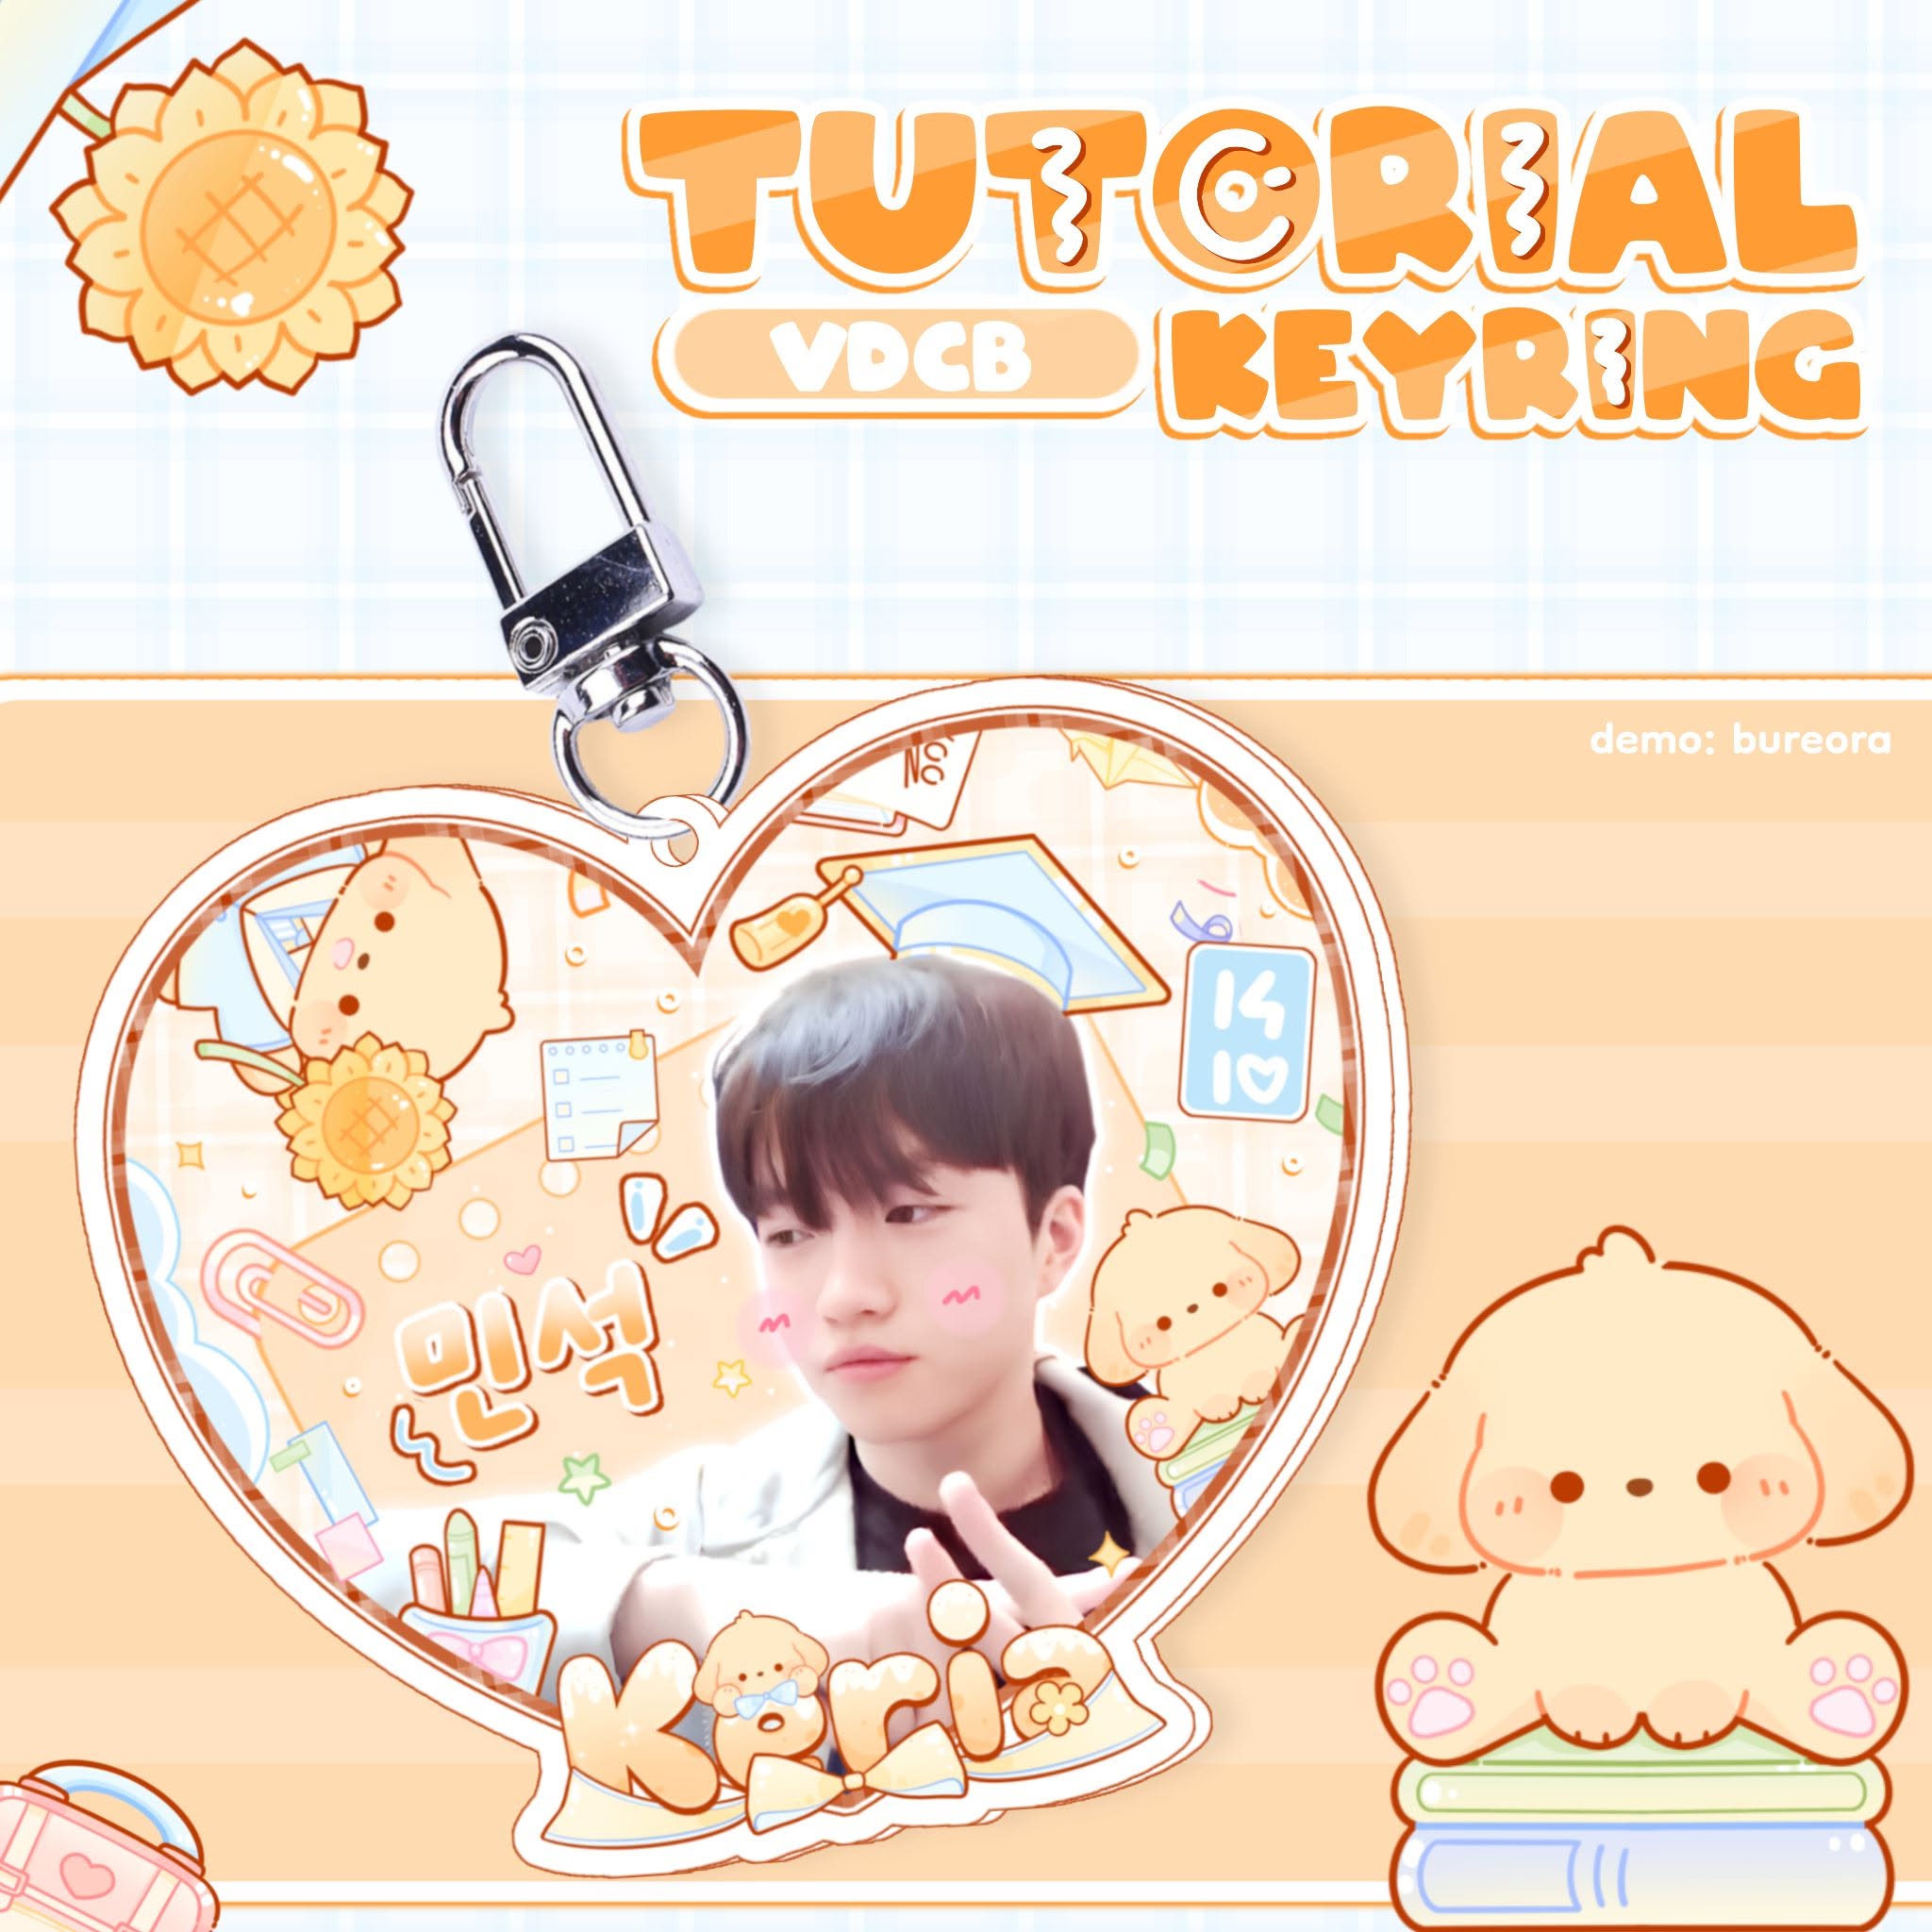 TUTORIAL
VDCB KEYRING
demo: bureora
14
10
민석
Keria